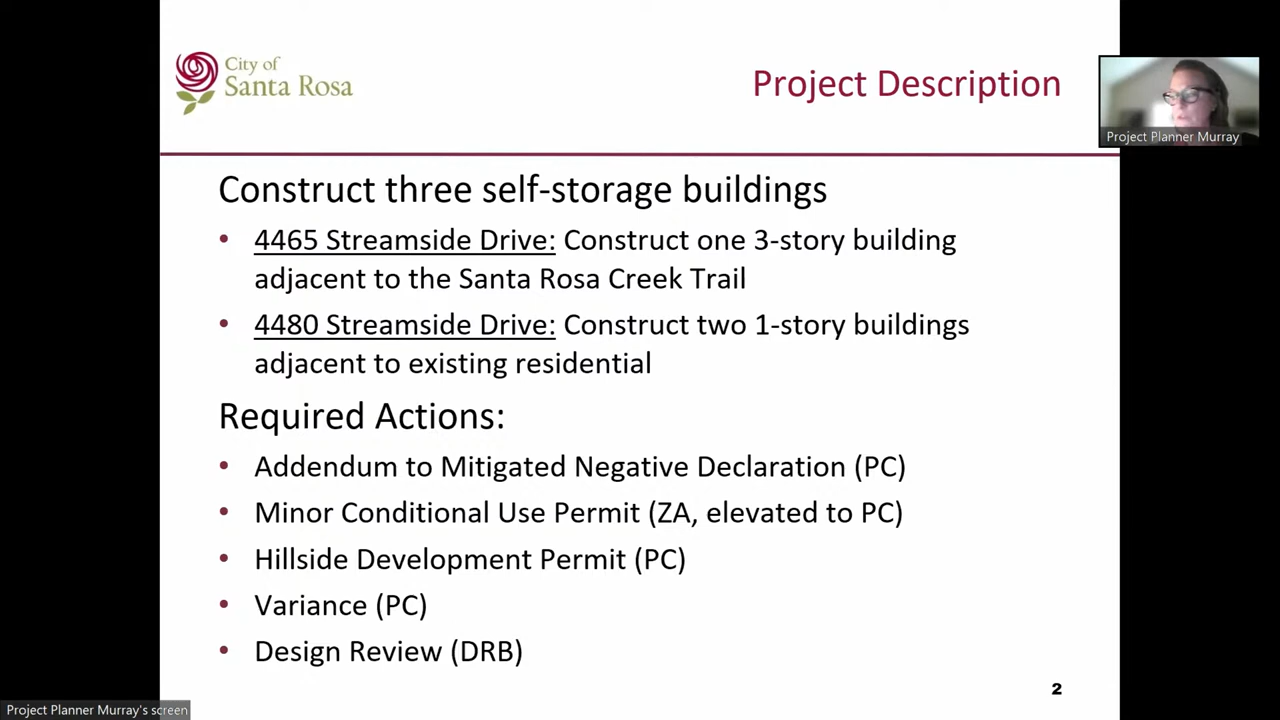 City of
Santa Rosa
Project Description
Project Planner Murray
Construct three self-storage buildings
• 4465 Streamside Drive: Construct one 3-story building
adjacent to the Santa Rosa Creek Trail
• 4480 Streamside Drive: Construct two 1-story buildings
adjacent to existing residential
Required Actions:
• Addendum to Mitigated Negative Declaration (PC)
• Minor Conditional Use Permit (ZA, elevated to PC)
• Hillside Development Permit (PC)
• Variance (PC)
• Design Review (DRB)
2
Project Planner Murray's screen